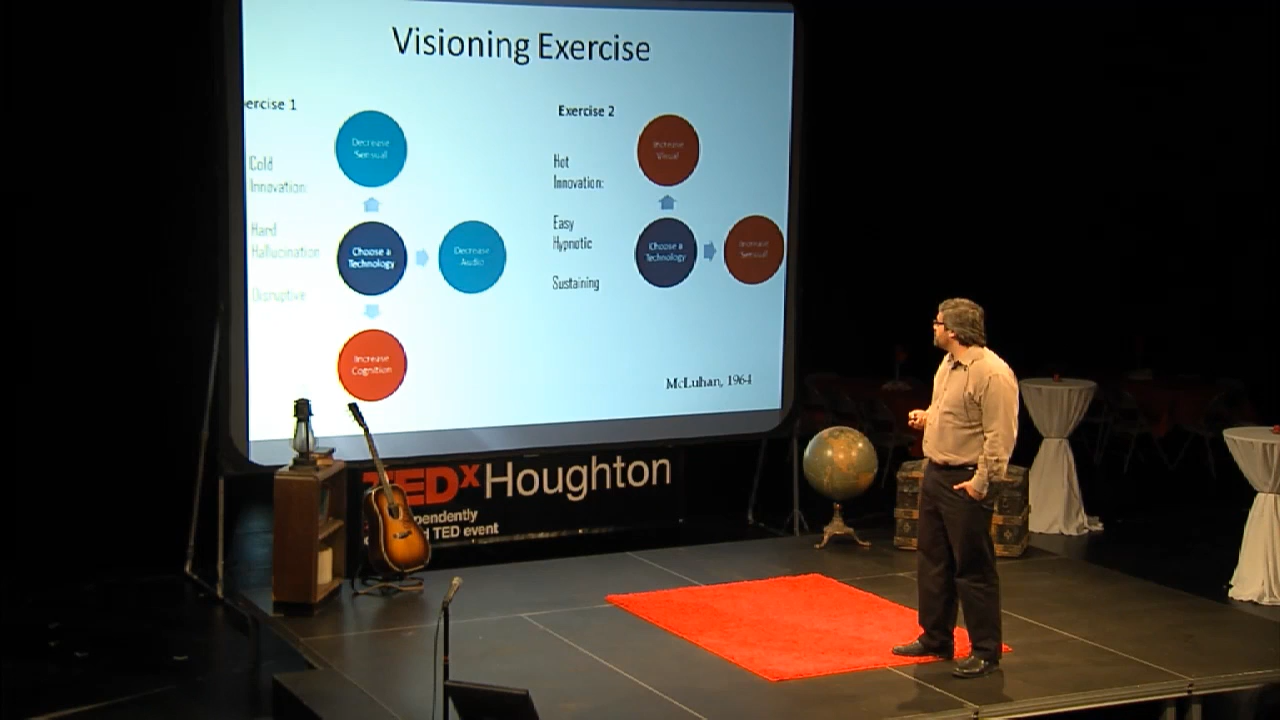 Visioning Exercise
ercise 1
Cold
Innovation:
Hard
Hallucination
Disruptive
Decrease
Sensual
Choose a
Technology
Decrease
Audio
Increase
Cognition
Exercise 2
Hot
Innovation:
Easy
Hypnotic
Sustaining
Increase
Visual
Choose a
Technology
Increase
Sensual
McLuhan, 1964
TEDxHoughton
pendently
d TED event